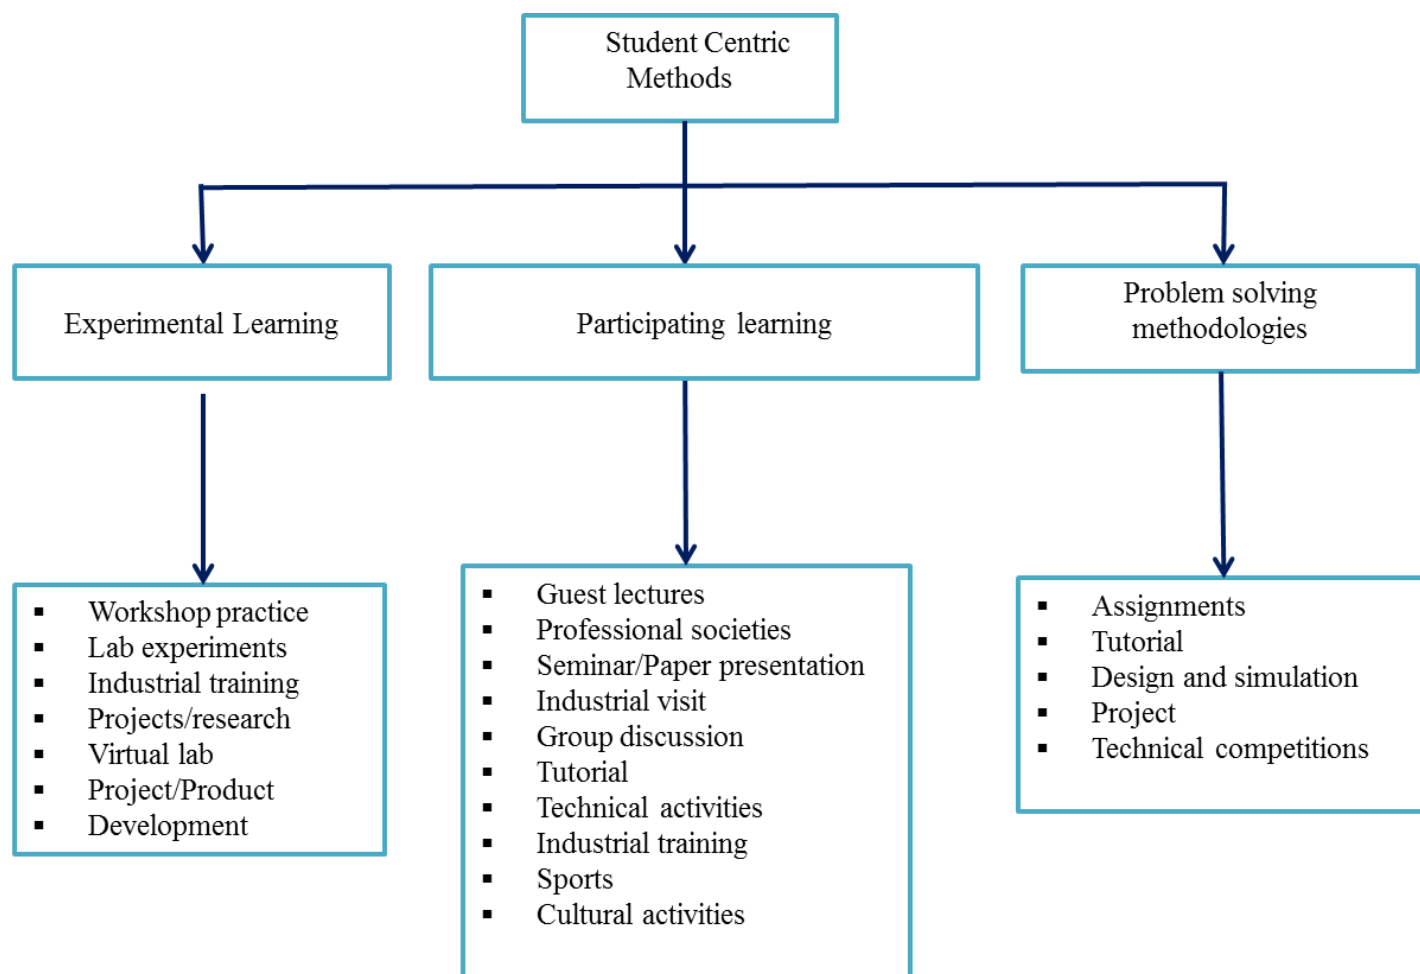 Student Centric
Methods
Experimental Learning
Participating learning
Problem solving
methodologies
▪ Workshop practice
▪ Lab experiments
▪ Industrial training
▪ Projects/research
▪ Virtual lab
▪ Project/Product
▪ Development
▪ Guest lectures
▪ Professional societies
▪ Seminar/Paper presentation
▪ Industrial visit
▪ Group discussion
▪ Tutorial
▪ Technical activities
▪ Industrial training
▪ Sports
▪ Cultural activities
▪ Assignments
▪ Tutorial
▪ Design and simulation
▪ Project
▪ Technical competitions